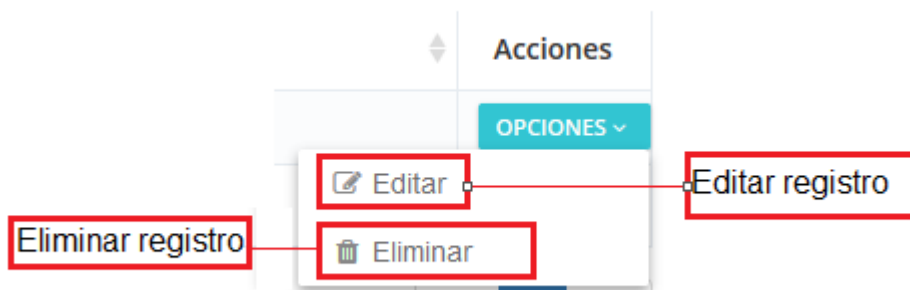 Acciones
OPCIONES
Editar
Editar registro
Eliminar registro
Eliminar